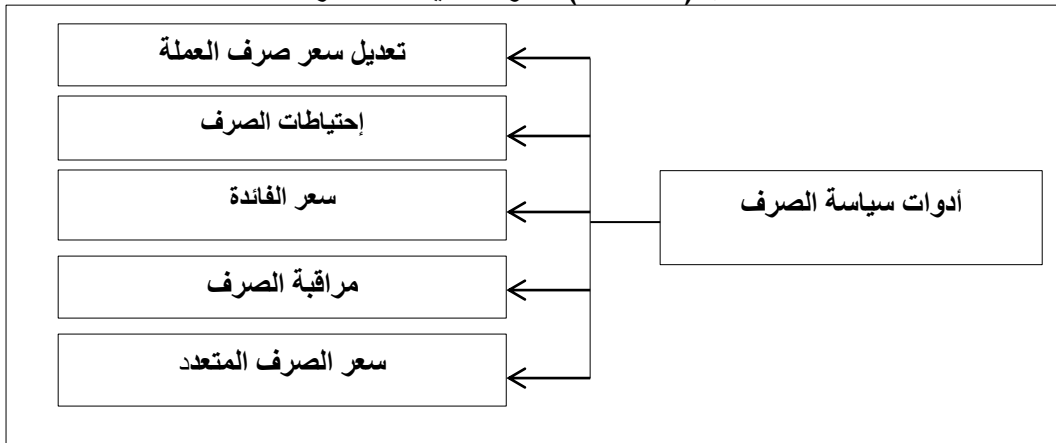 أدوات سياسة الصرف
تعديل سعر صرف العملة
إحتياطات الصرف
سعر الفائدة
مراقبة الصرف
سعر الصرف المتعدد